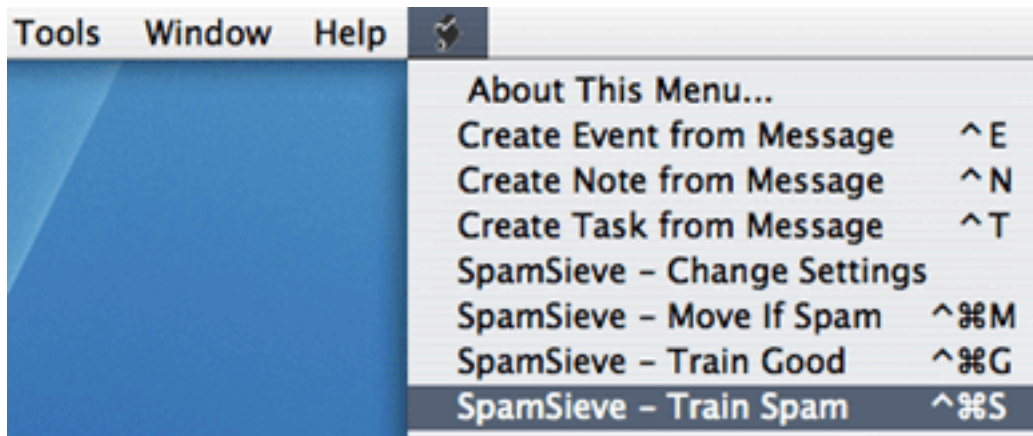 Tools Window Help
About This Menu...
Create Event from Message ^E
Create Note from Message ^N
Create Task from Message ^T
SpamSieve – Change Settings
SpamSieve – Move If Spam ^⌘M
SpamSieve – Train Good ^⌘G
SpamSieve – Train Spam ^⌘S